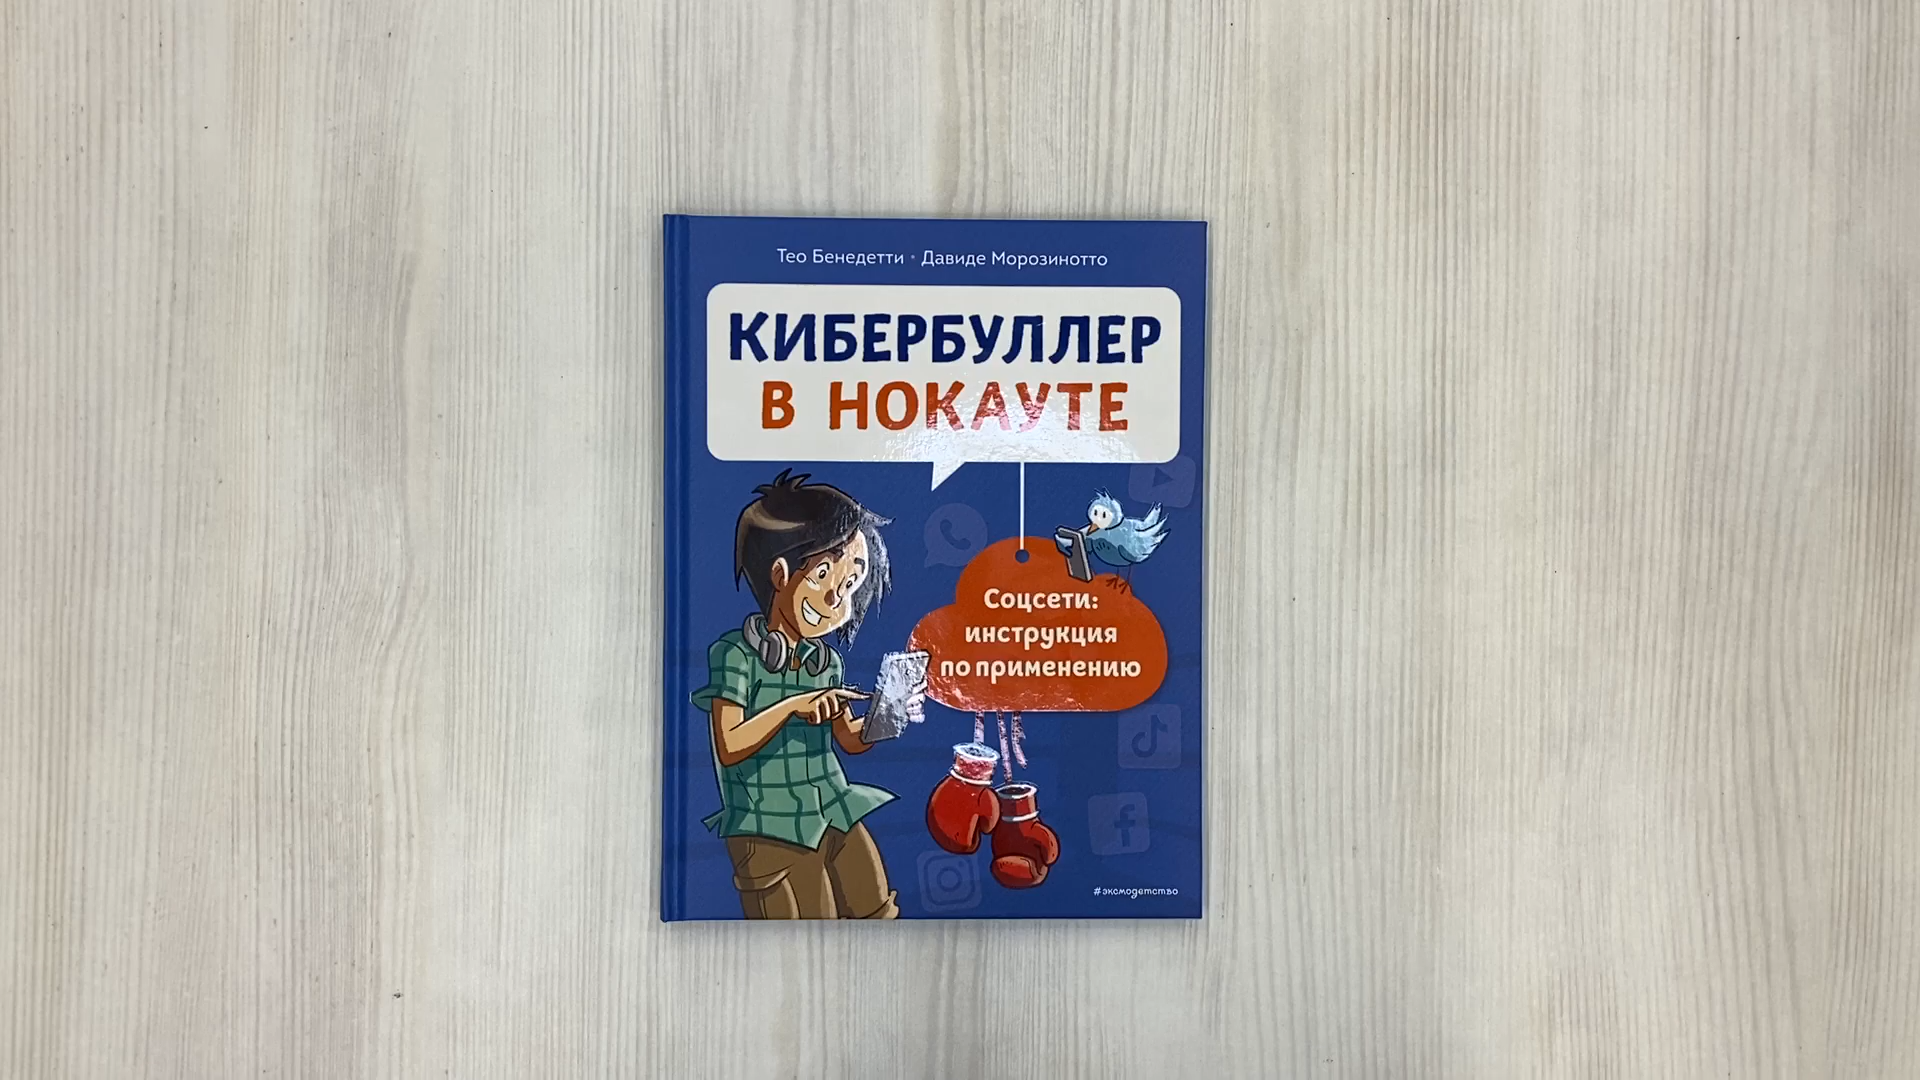 Тео Бенедетти • Давиде Морозинотто
КИБЕРБУЛЛЕР
В НОКАУТЕ
Соцсети:
инструкция
по применению
#эксмодетство